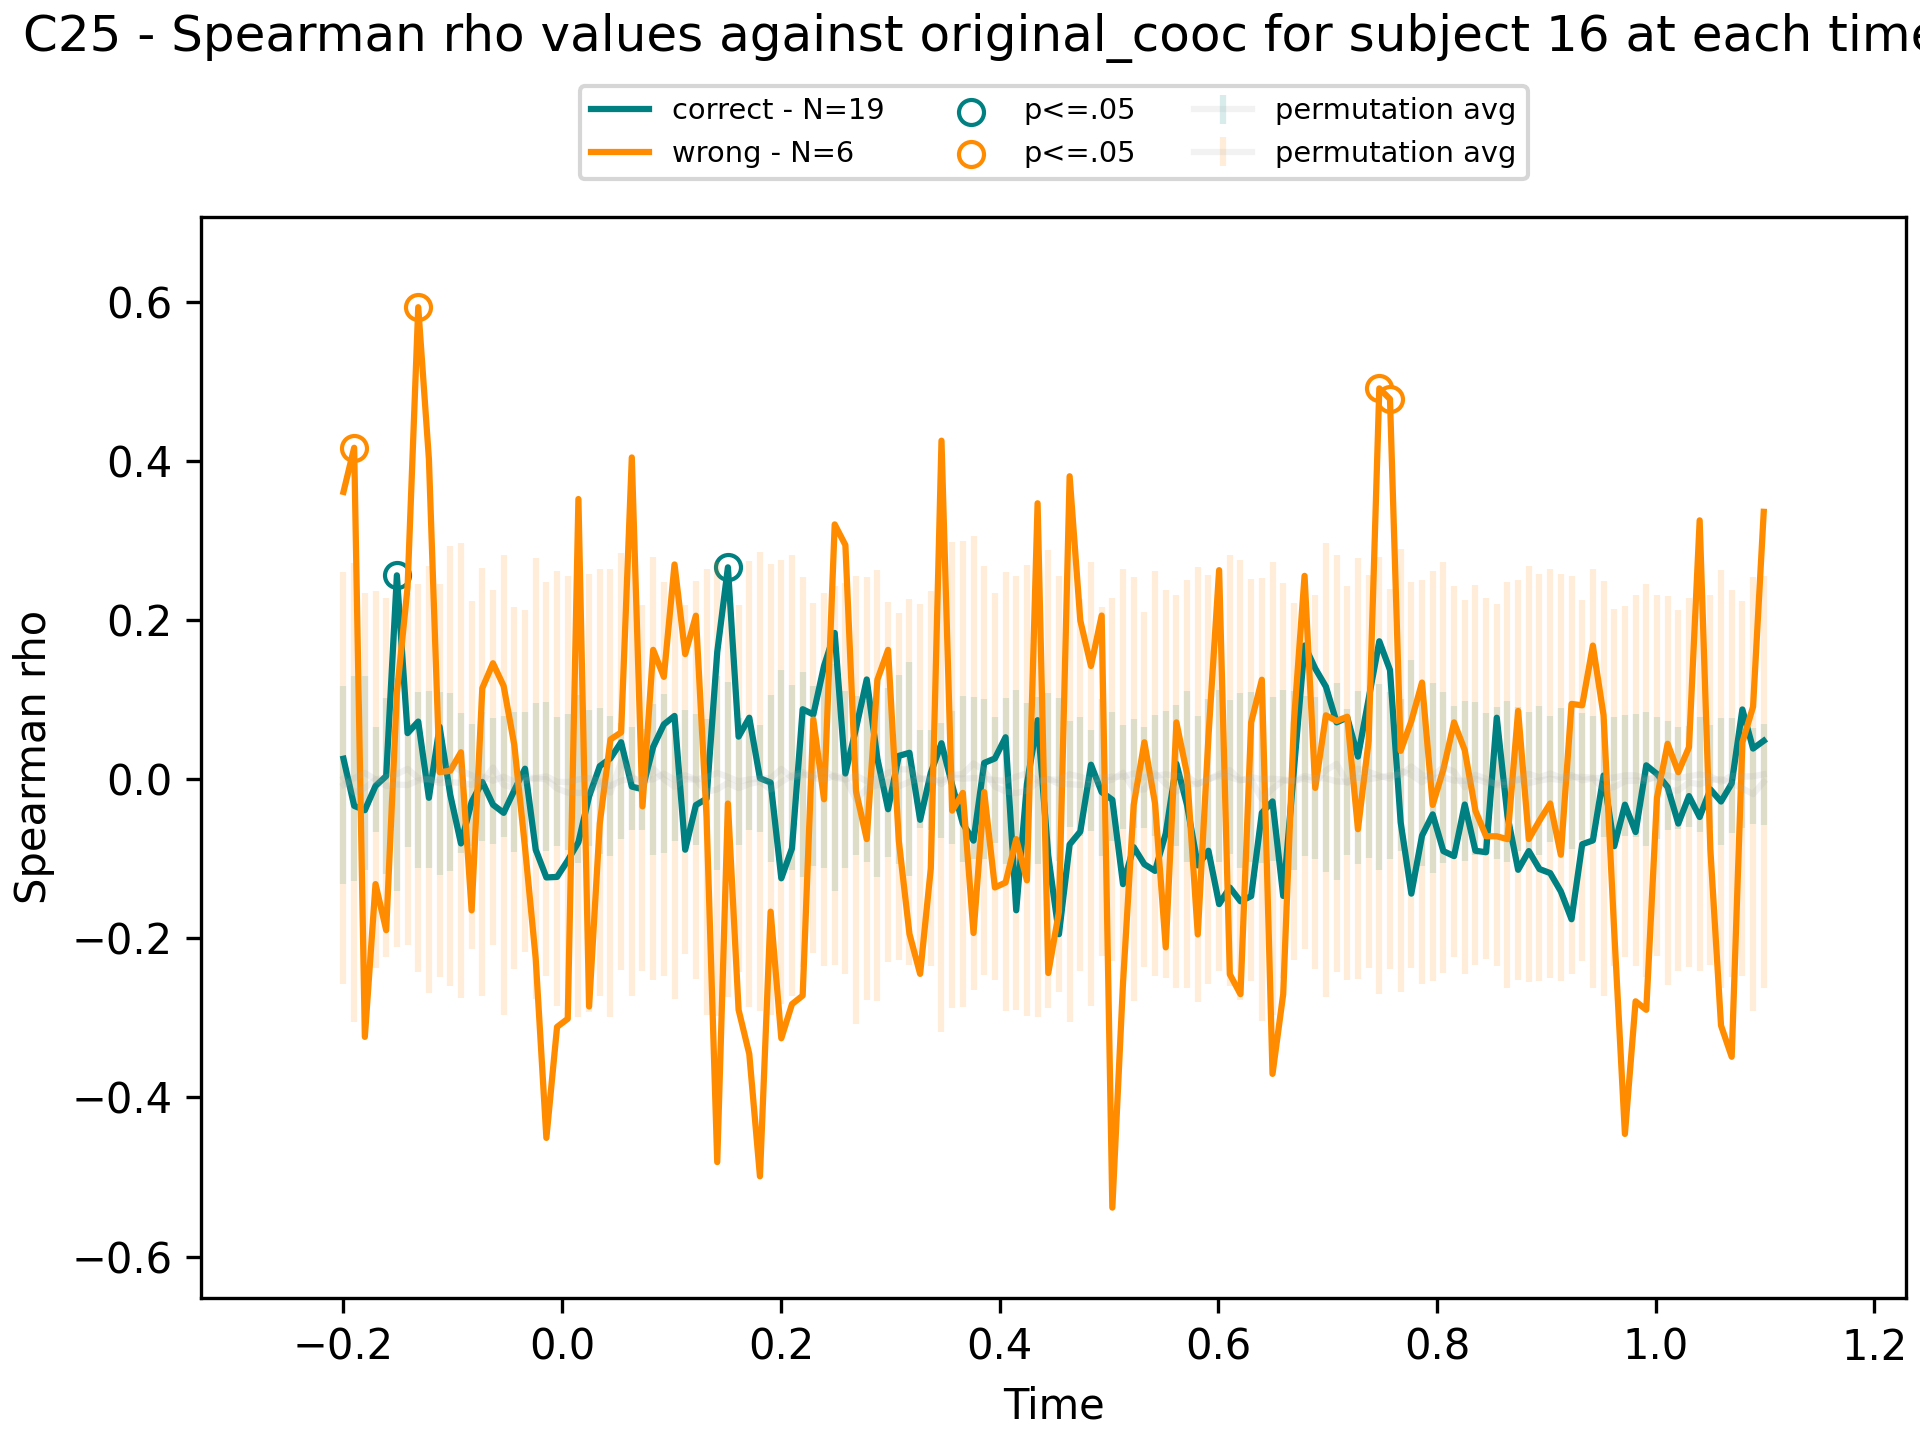 C25 - Spearman rho values against original_cooc for subject 16 at each time
correct - N=19
wrong - N=6
p<=.05
p<=.05
permutation avg
permutation avg
Spearman rho
0.6
0.4
0.2
0.0
−0.2
−0.4
−0.6
−0.2 0.0 0.2 0.4 0.6 0.8 1.0 1.2
Time